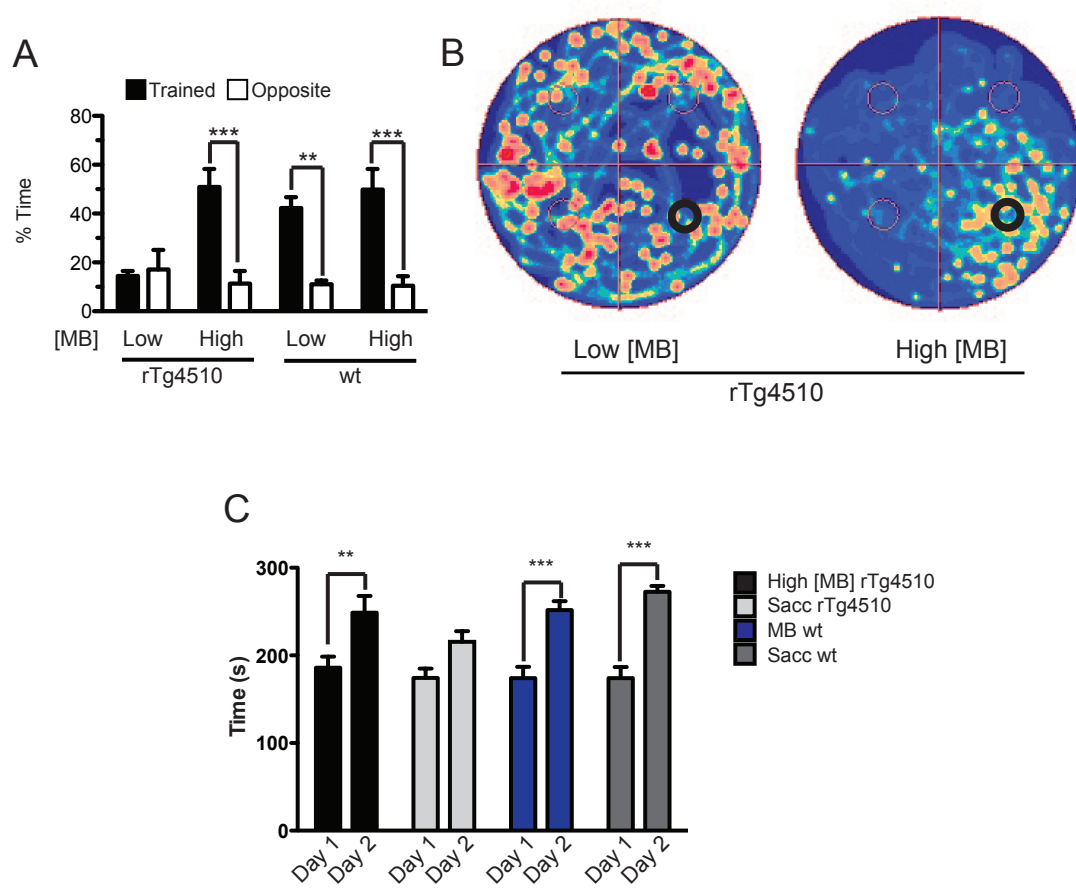 A
Trained Opposite
80
60
40
20
0
% Time
*** ** ***
[MB] Low High Low High
rTg4510 wt
B
Low [MB] High [MB]
rTg4510
C
300
200
100
0
Time (s)
** *** ***
Day 1 Day 2 Day 1 Day 2 Day 1 Day 2 Day 1 Day 2
High [MB] rTg4510
Sacc rTg4510
MB wt
Sacc wt